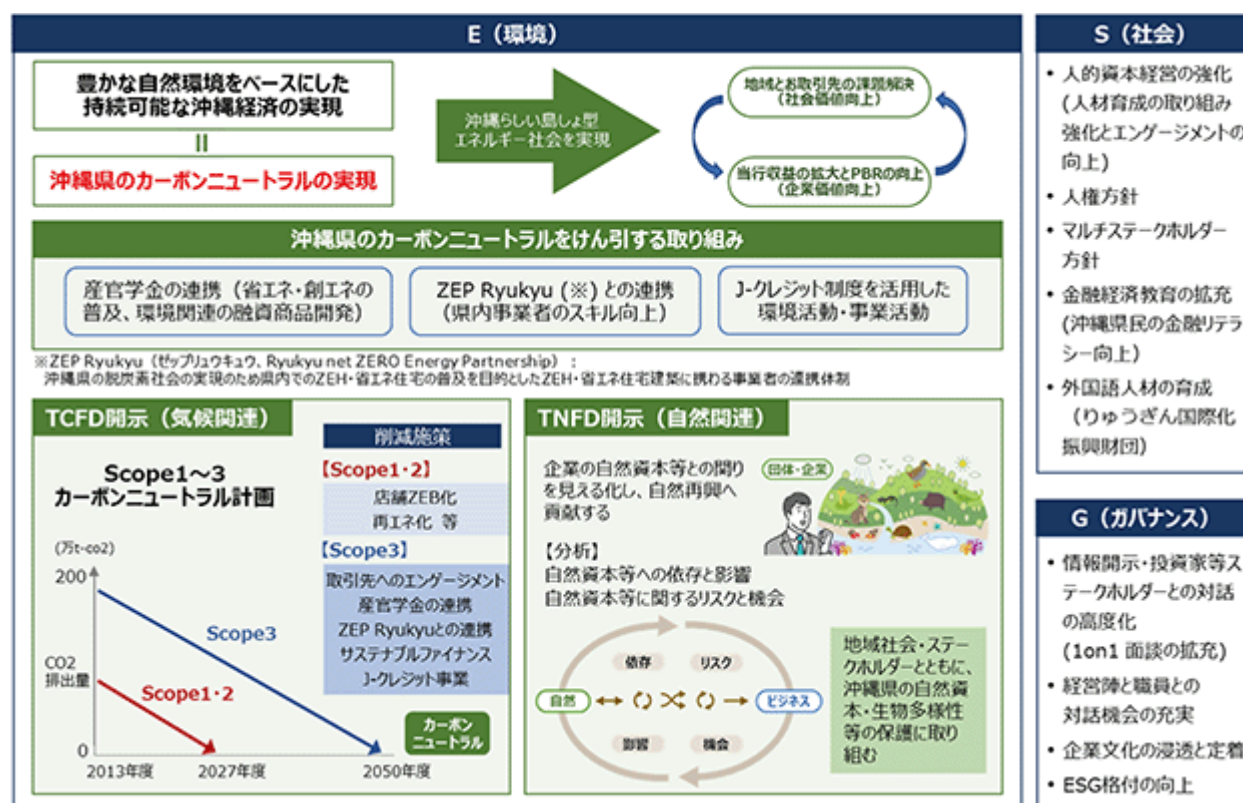 E（環境）
豊かな自然環境をベースにした
持続可能な沖縄経済の実現
=
沖縄県のカーボンニュートラルの実現
沖縄らしい島しょ型
エネルギー社会を実現
地域とお取引先の課題解決
（社会価値向上）
当行収益の拡大とPBRの向上
（企業価値向上）
沖縄県のカーボンニュートラルをけん引する取り組み
産官学金の連携（省エネ・創エネの
普及、環境関連の融資商品開発）
ZEP Ryukyu (※) との連携
（県内事業者のスキル向上）
J-クレジット制度を活用した
環境活動・事業活動
※ZEP Ryukyu（ゼップリュウキュウ、Ryukyu net ZERO Energy Partnership）：
沖縄県の脱炭素社会の実現のため県内でのZEH・省エネ住宅の普及を目的としたZEH・省エネ住宅建築に携わる事業者の連携体制
TCFD開示（気候関連）
Scope1～3
カーボンニュートラル計画
(万t-co2)
200
CO2
排出量
0
Scope3
Scope1・2
2013年度
2027年度
2050年度
削減施策
【Scope1・2】
店舗ZEB化
再エネ化 等
【Scope3】
取引先へのエンゲージメント
産官学金の連携
ZEP Ryukyuとの連携
サステナブルファイナンス
J-クレジット事業
カーボン
ニュートラル
TNFD開示（自然関連）
企業の自然資本等との関り
を見える化し、自然再興へ
貢献する
団体・企業
【分析】
自然資本等への依存と影響
自然資本等に関するリスクと機会
依存
リスク
自然
ビジネス
影響
機会
地域社会・ステー
クホルダーとともに、
沖縄県の自然資
本・生物多様性
等の保護に取り
組む
S（社会）
• 人的資本経営の強化
(人材育成の取り組み
強化とエンゲージメントの
向上)
• 人権方針
• マルチステークホルダー
方針
• 金融経済教育の拡充
(沖縄県民の金融リテラ
シー向上)
• 外国語人材の育成
（りゅうぎん国際化
振興財団）
G（ガバナンス）
• 情報開示・投資家等ス
テークホルダーとの対話
の高度化
(1on1 面談の拡充)
• 経営陣と職員との
対話機会の充実
• 企業文化の浸透と定着
• ESG格付の向上